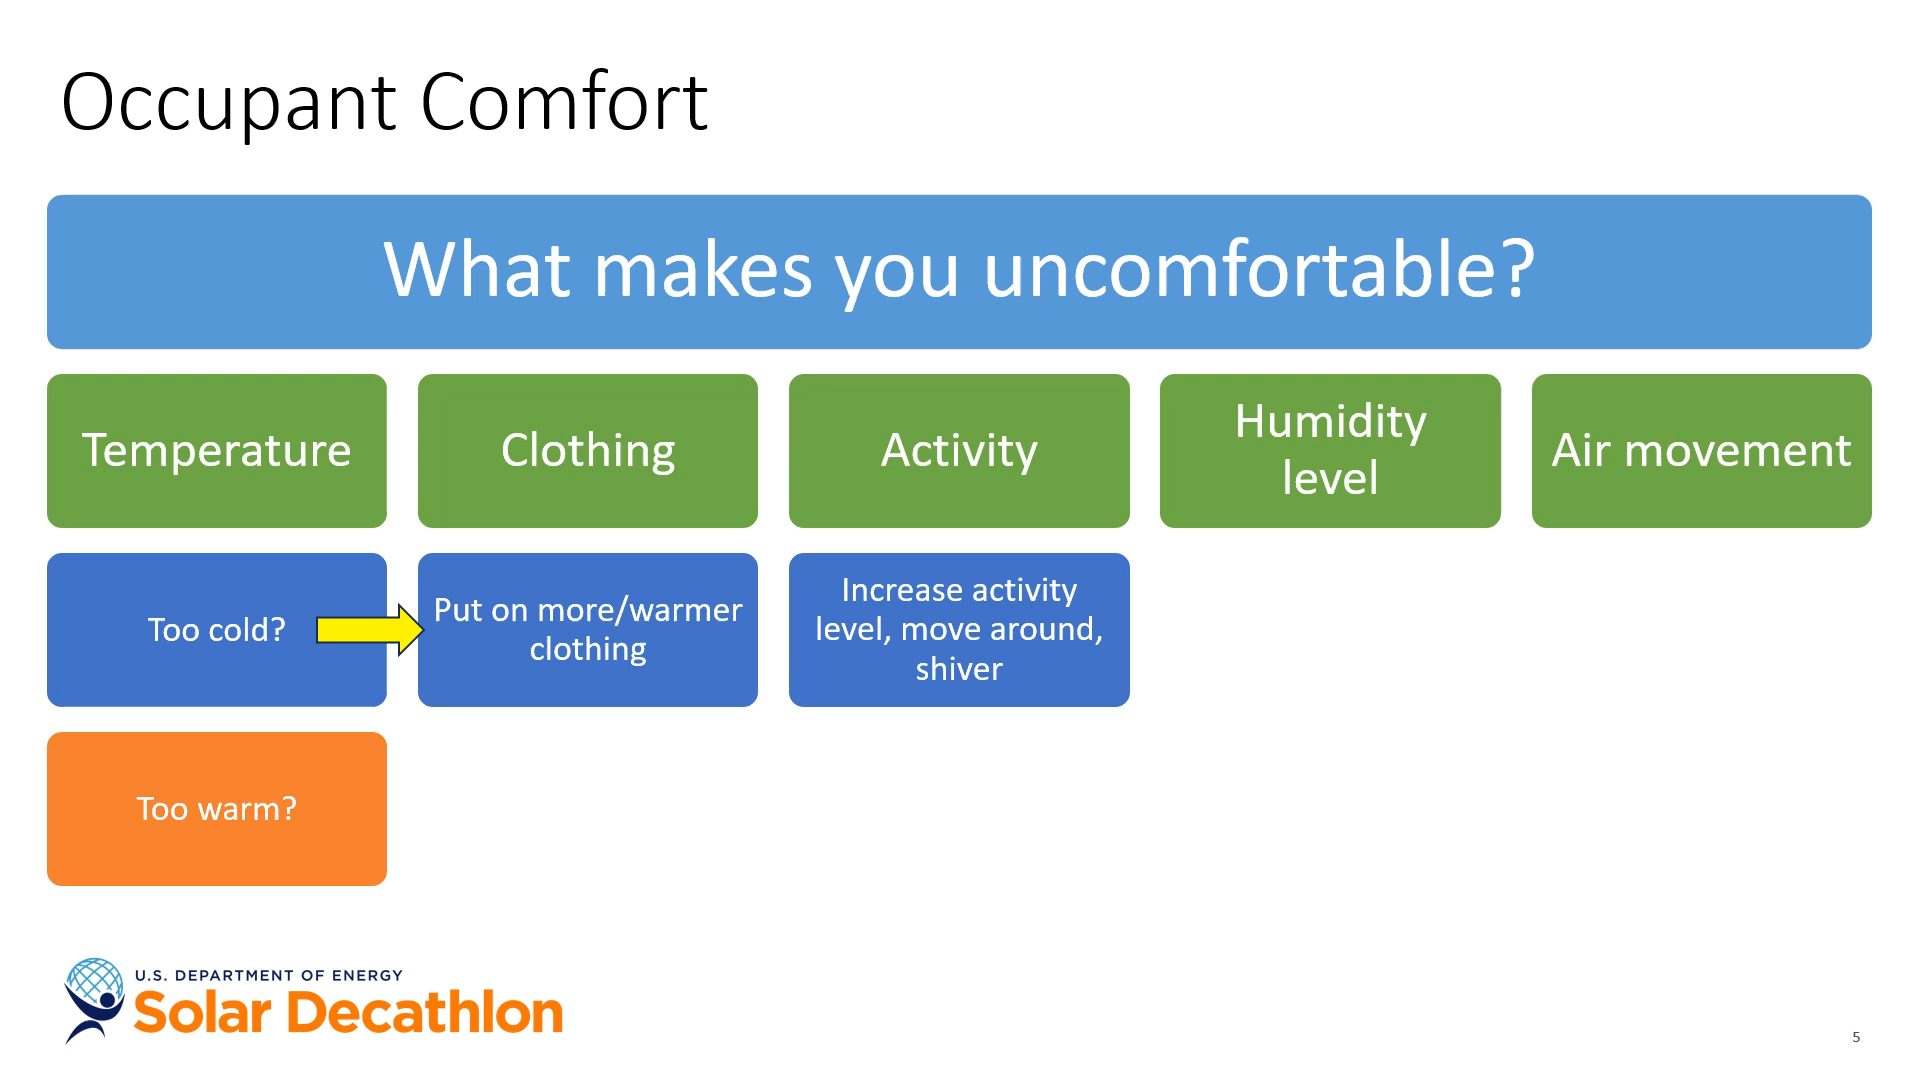 Occupant Comfort
What makes you uncomfortable?
Temperature
Clothing
Activity
Humidity
level
Air movement
Too cold?
Put on more/warmer
clothing
Increase activity
level, move around,
shiver
Too warm?
U.S. DEPARTMENT OF ENERGY
Solar Decathlon
5